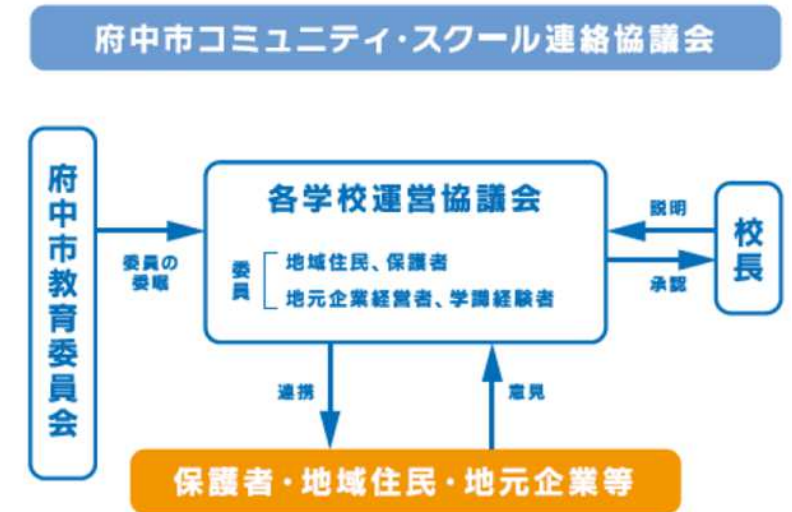 府中市コミュニティ・スクール連絡協議会
府中市教育委員会
委員の
委嘱
各学校運営協議会
委員
地域住民、保護者
地元企業経営者、学識経験者
説明
承認
校長
連携
意見
保護者・地域住民・地元企業等